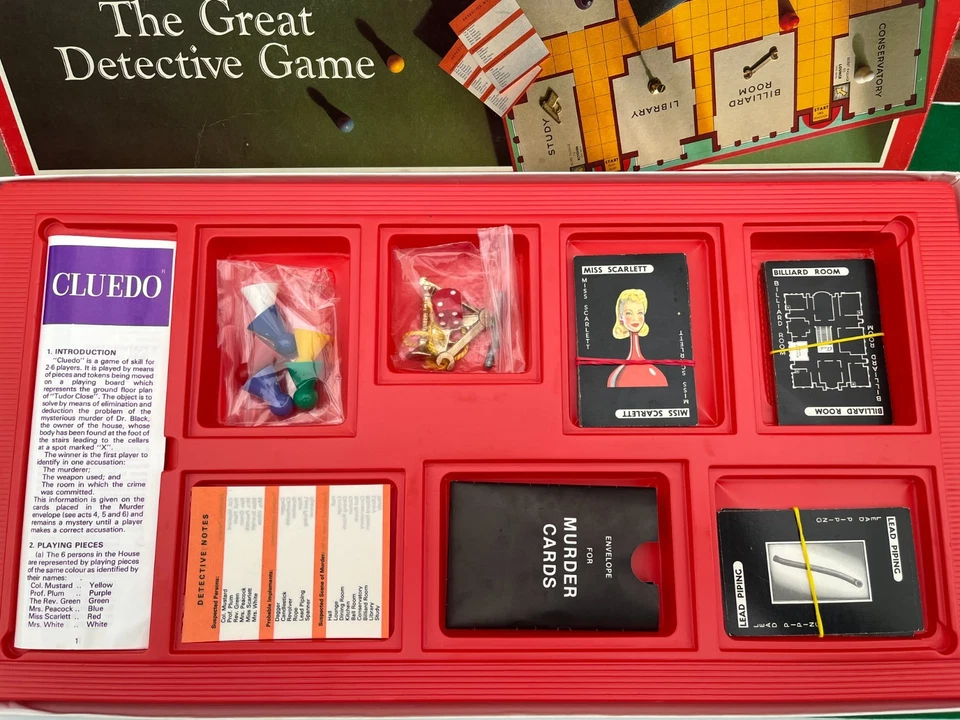 The Great
Detective Game
STUDY
LIBRARY
BILLIARD
ROOM
CONSERVATORY
START
START
CLUEDO
1. INTRODUCTION
"Cluedo" is a game of skill for
2-6 players. It is played by means
of pieces and tokens being moved
on a playing board which
represents the ground floor plan
of "Tudor Close". The object is to
solve by means of elimination and
deduction the problem of the
mysterious murder of Dr. Black,
the owner of the house, whose
body has been found at the foot of
the stairs leading to the cellars
at a spot marked "X".
The winner is the first player to
identify in one accusation:
The murderer;
The weapon used; and
The room in which the crime
was committed.
This information is given on the
cards placed in the Murder
envelope (see acts 4, 5 and 6) and
remains a mystery until a player
makes a correct accusation.
2. PLAYING PIECES
(a) The 6 persons in the House
are represented by playing pieces
of the same colour as identified by
their names:
Col. Mustard .. Yellow
Prof. Plum .. Purple
The Rev. Green Green
Mrs. Peacock .. Blue
Miss Scarlett .. Red
Mrs. White .. White
1
MISS SCARLETT
MISS SCARLETT
MISS SCARLETT
MISS SCARLETT
BILLIARD ROOM
BILLIARD ROOM
BILLIARD ROOM
BILLIARD ROOM
DETECTIVE NOTES
Suspected Persons:
Col. Mustard
Prof. Plum
Rev. Green
Mrs. Peacock
Miss Scarlett
Mrs. White
Probable Implements:
Dagger
Candlestick
Revolver
Rope
Lead Piping
Spanner
Suspected Scene of Murder:
Hall
Lounge
Dining Room
Kitchen
Ball Room
Conservatory
Billiard Room
Library
Study
ENVELOPE
FOR
MURDER
CARDS
LEAD PIPING
LEAD PIPING
LEAD PIPING
LEAD PIPING